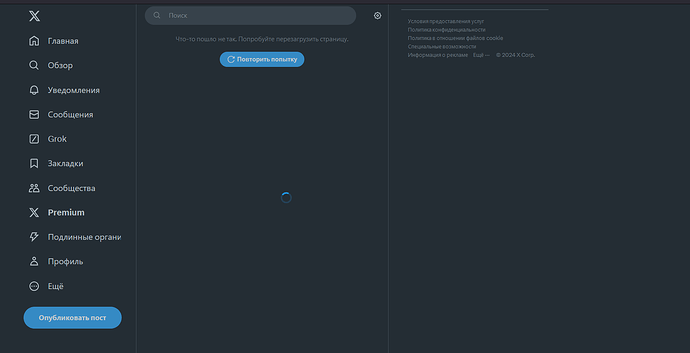 Главная
Обзор
Уведомления
Сообщения
Grok
Закладки
Сообщества
Premium
Подлинные органи
Профиль
Ещё
Опубликовать пост
Поиск
Что-то пошло не так. Попробуйте перезагрузить страницу.
Повторить попытку
Условия предоставления услуг
Политика конфиденциальности
Политика в отношении файлов cookie
Специальные возможности
Информация о рекламе Ещё — © 2024 X Corp.